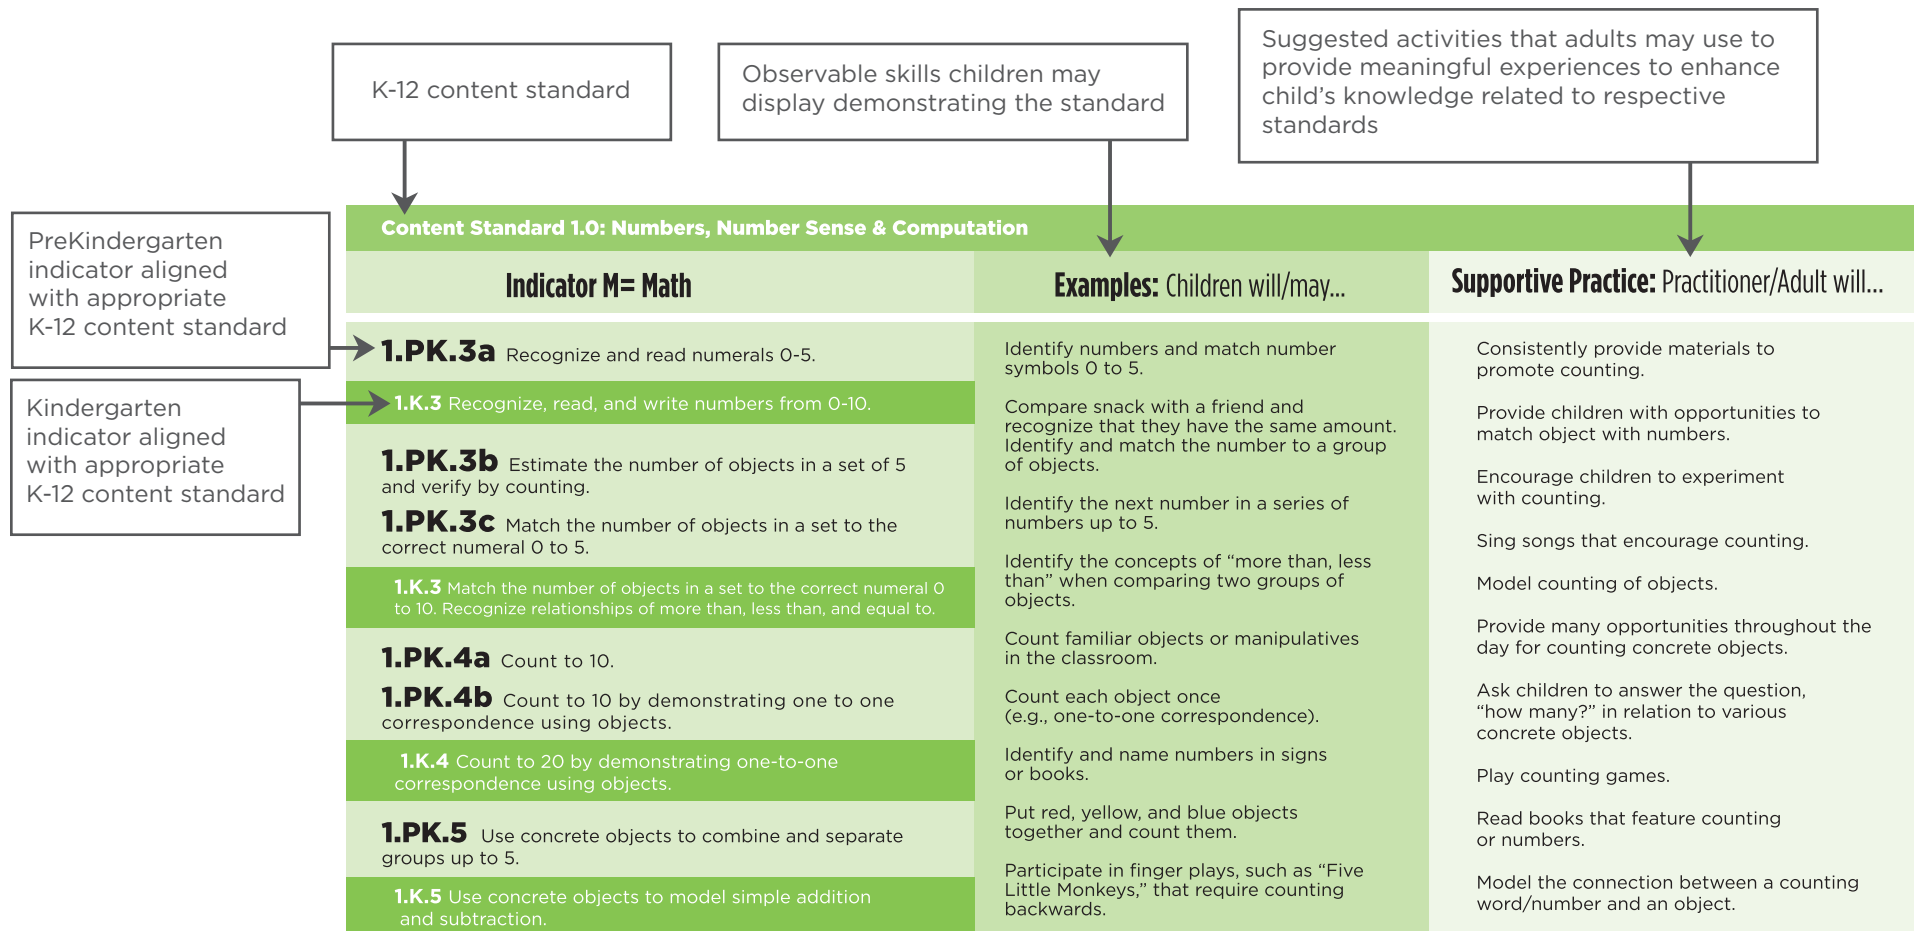 K-12 content standard
Observable skills children may
display demonstrating the standard
Suggested activities that adults may use to
provide meaningful experiences to enhance
child’s knowledge related to respective
standards
PreKindergarten
indicator aligned
with appropriate
K-12 content standard
Kindergarten
indicator aligned
with appropriate
K-12 content standard
Content Standard 1.0: Numbers, Number Sense & Computation
Indicator M= Math
1.PK.3a Recognize and read numerals 0-5.
1.K.3 Recognize, read, and write numbers from 0-10.
1.PK.3b Estimate the number of objects in a set of 5
and verify by counting.
1.PK.3c Match the number of objects in a set to the
correct numeral 0 to 5.
1.K.3 Match the number of objects in a set to the correct numeral 0
to 10. Recognize relationships of more than, less than, and equal to.
1.PK.4a Count to 10.
1.PK.4b Count to 10 by demonstrating one to one
correspondence using objects.
1.K.4 Count to 20 by demonstrating one-to-one
correspondence using objects.
1.PK.5 Use concrete objects to combine and separate
groups up to 5.
1.K.5 Use concrete objects to model simple addition
and subtraction.
Examples: Children will/may...
Identify numbers and match number
symbols 0 to 5.
Compare snack with a friend and
recognize that they have the same amount.
Identify and match the number to a group
of objects.
Identify the next number in a series of
numbers up to 5.
Identify the concepts of “more than, less
than” when comparing two groups of
objects.
Count familiar objects or manipulatives
in the classroom.
Count each object once
(e.g., one-to-one correspondence).
Identify and name numbers in signs
or books.
Put red, yellow, and blue objects
together and count them.
Participate in finger plays, such as “Five
Little Monkeys,” that require counting
backwards.
Supportive Practice: Practitioner/Adult will...
Consistently provide materials to
promote counting.
Provide children with opportunities to
match object with numbers.
Encourage children to experiment
with counting.
Sing songs that encourage counting.
Model counting of objects.
Provide many opportunities throughout the
day for counting concrete objects.
Ask children to answer the question,
“how many?” in relation to various
concrete objects.
Play counting games.
Read books that feature counting
or numbers.
Model the connection between a counting
word/number and an object.